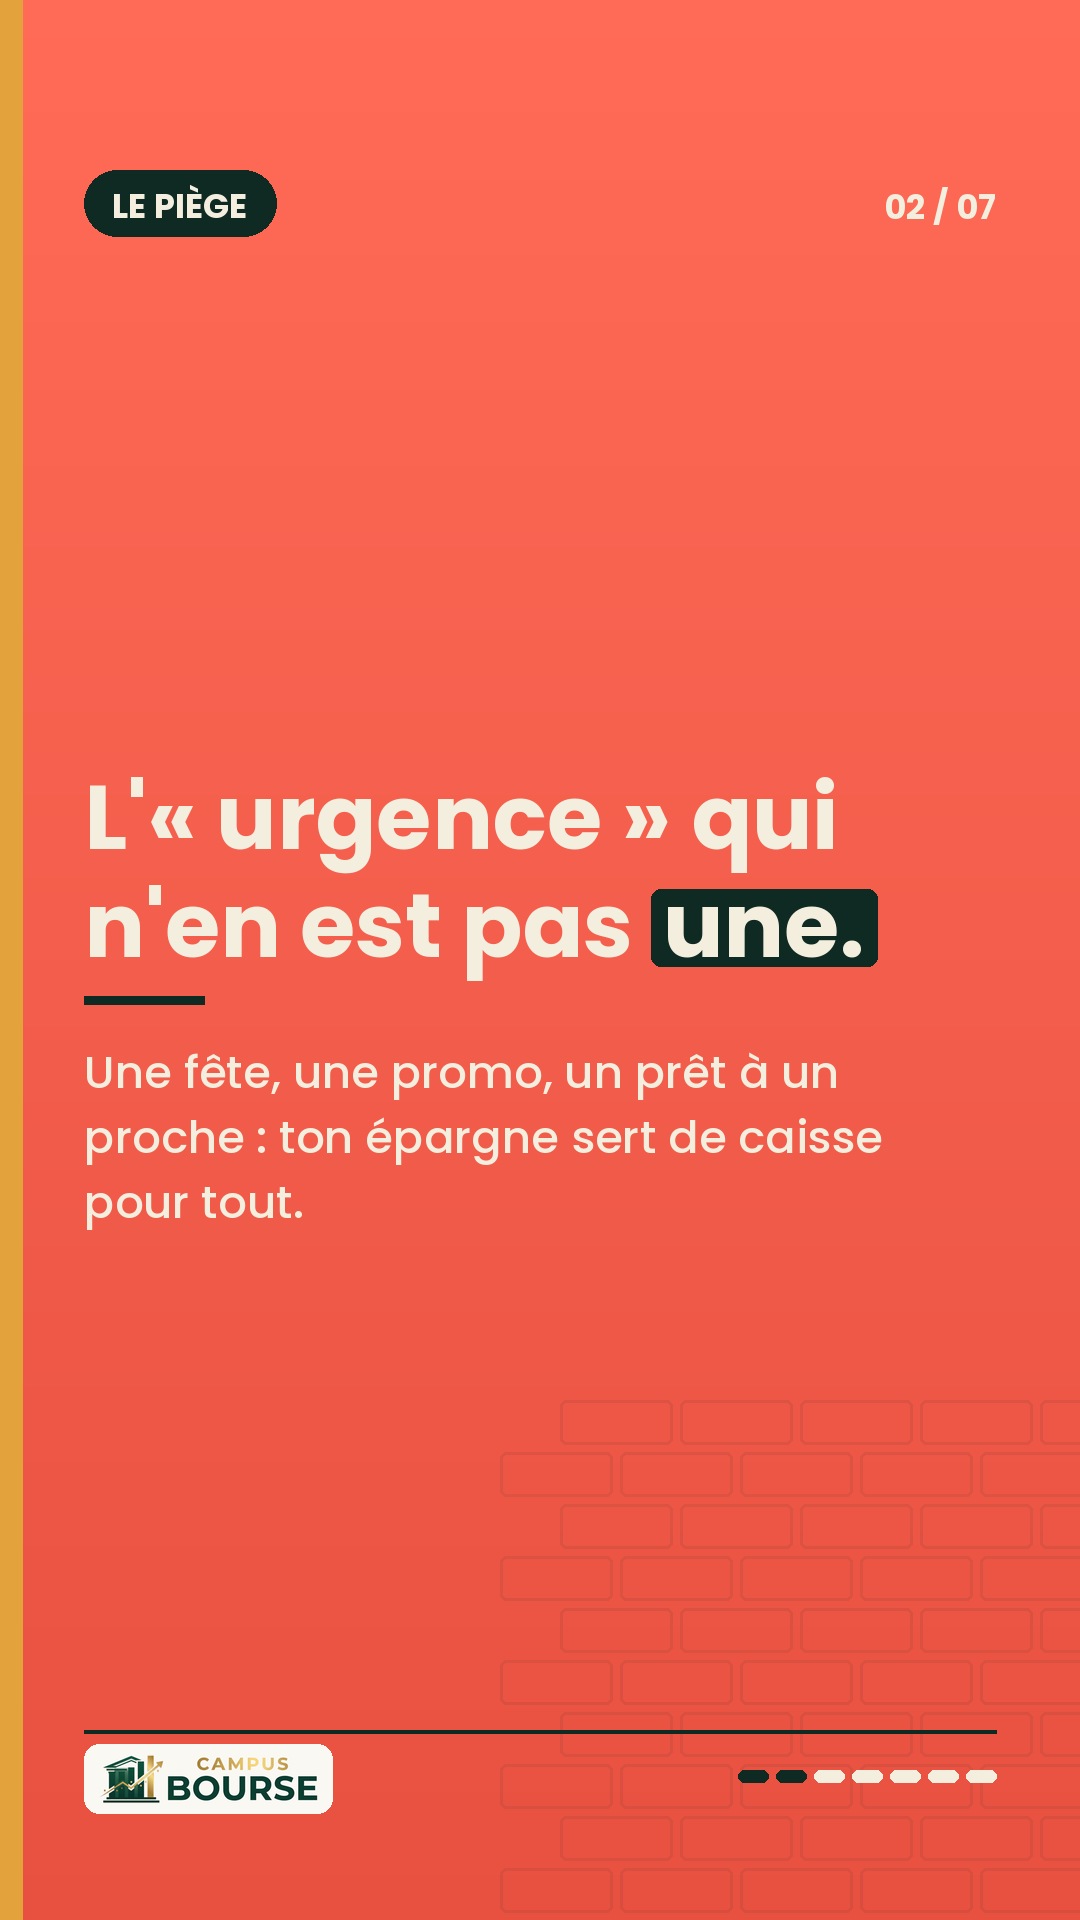 LE PIÈGE
02 / 07
L'« urgence » qui
n'en est pas une.
Une fête, une promo, un prêt à un
proche : ton épargne sert de caisse
pour tout.
CAMPUS
BOURSE